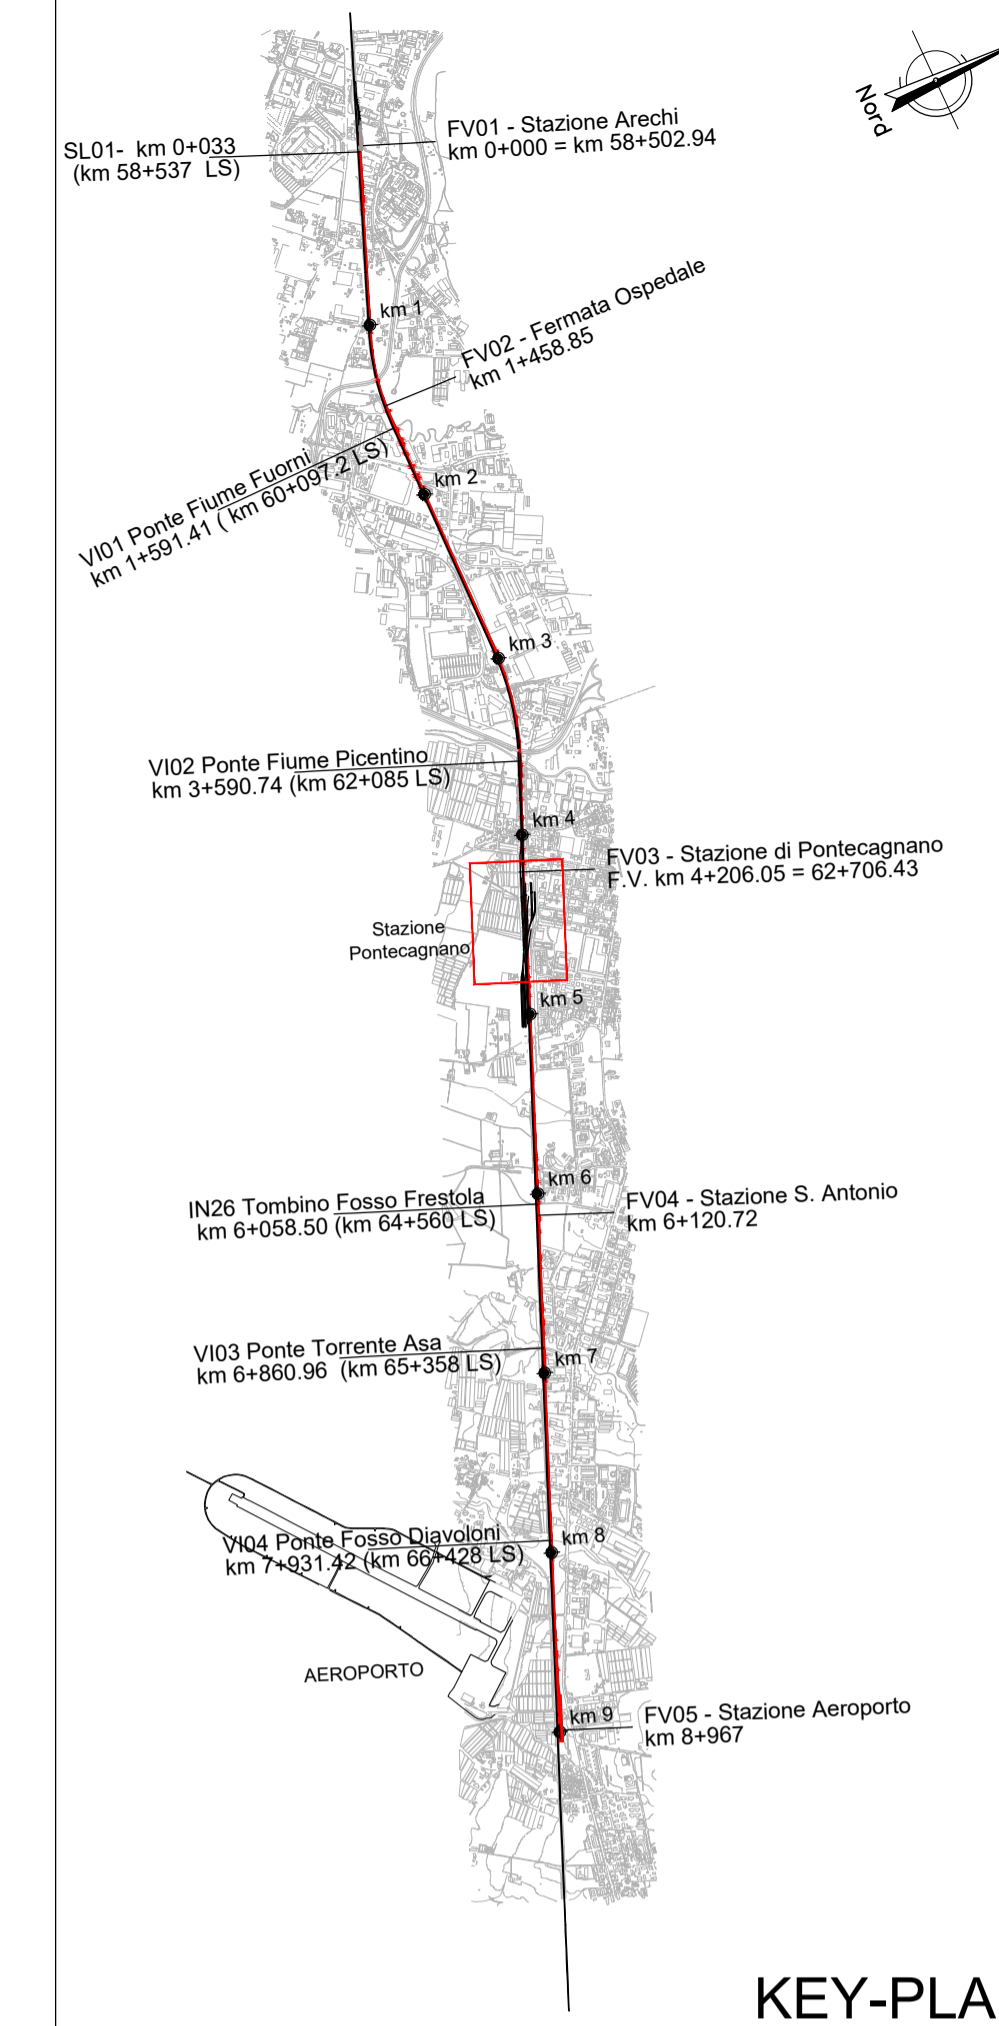 Nord
FV01 - Stazione Arechi
km 0+000 = km 58+502.94
SL01- km 0+033
(km 58+537 LS)
km 1
FV02 - Fermata Ospedale
km 1+458.85
VI01 Ponte Fiume Fuorni
km 1+591.41 ( km 60+097.2 LS)
km 2
km 3
VI02 Ponte Fiume Picentino
km 3+590.74 (km 62+085 LS)
km 4
FV03 - Stazione di Pontecagnano
F.V. km 4+206.05 = 62+706.43
Stazione
Pontecagnano
km 5
km 6
IN26 Tombino Fosso Frestola
km 6+058.50 (km 64+560 LS)
FV04 - Stazione S. Antonio
km 6+120.72
VI03 Ponte Torrente Asa
km 6+860.96 (km 65+358 LS)
km 7
VI04 Ponte Fosso Diavoloni
km 7+931.42 (km 66+428 LS)
km 8
AEROPORTO
km 9
FV05 - Stazione Aeroporto
km 8+967
KEY-PLA